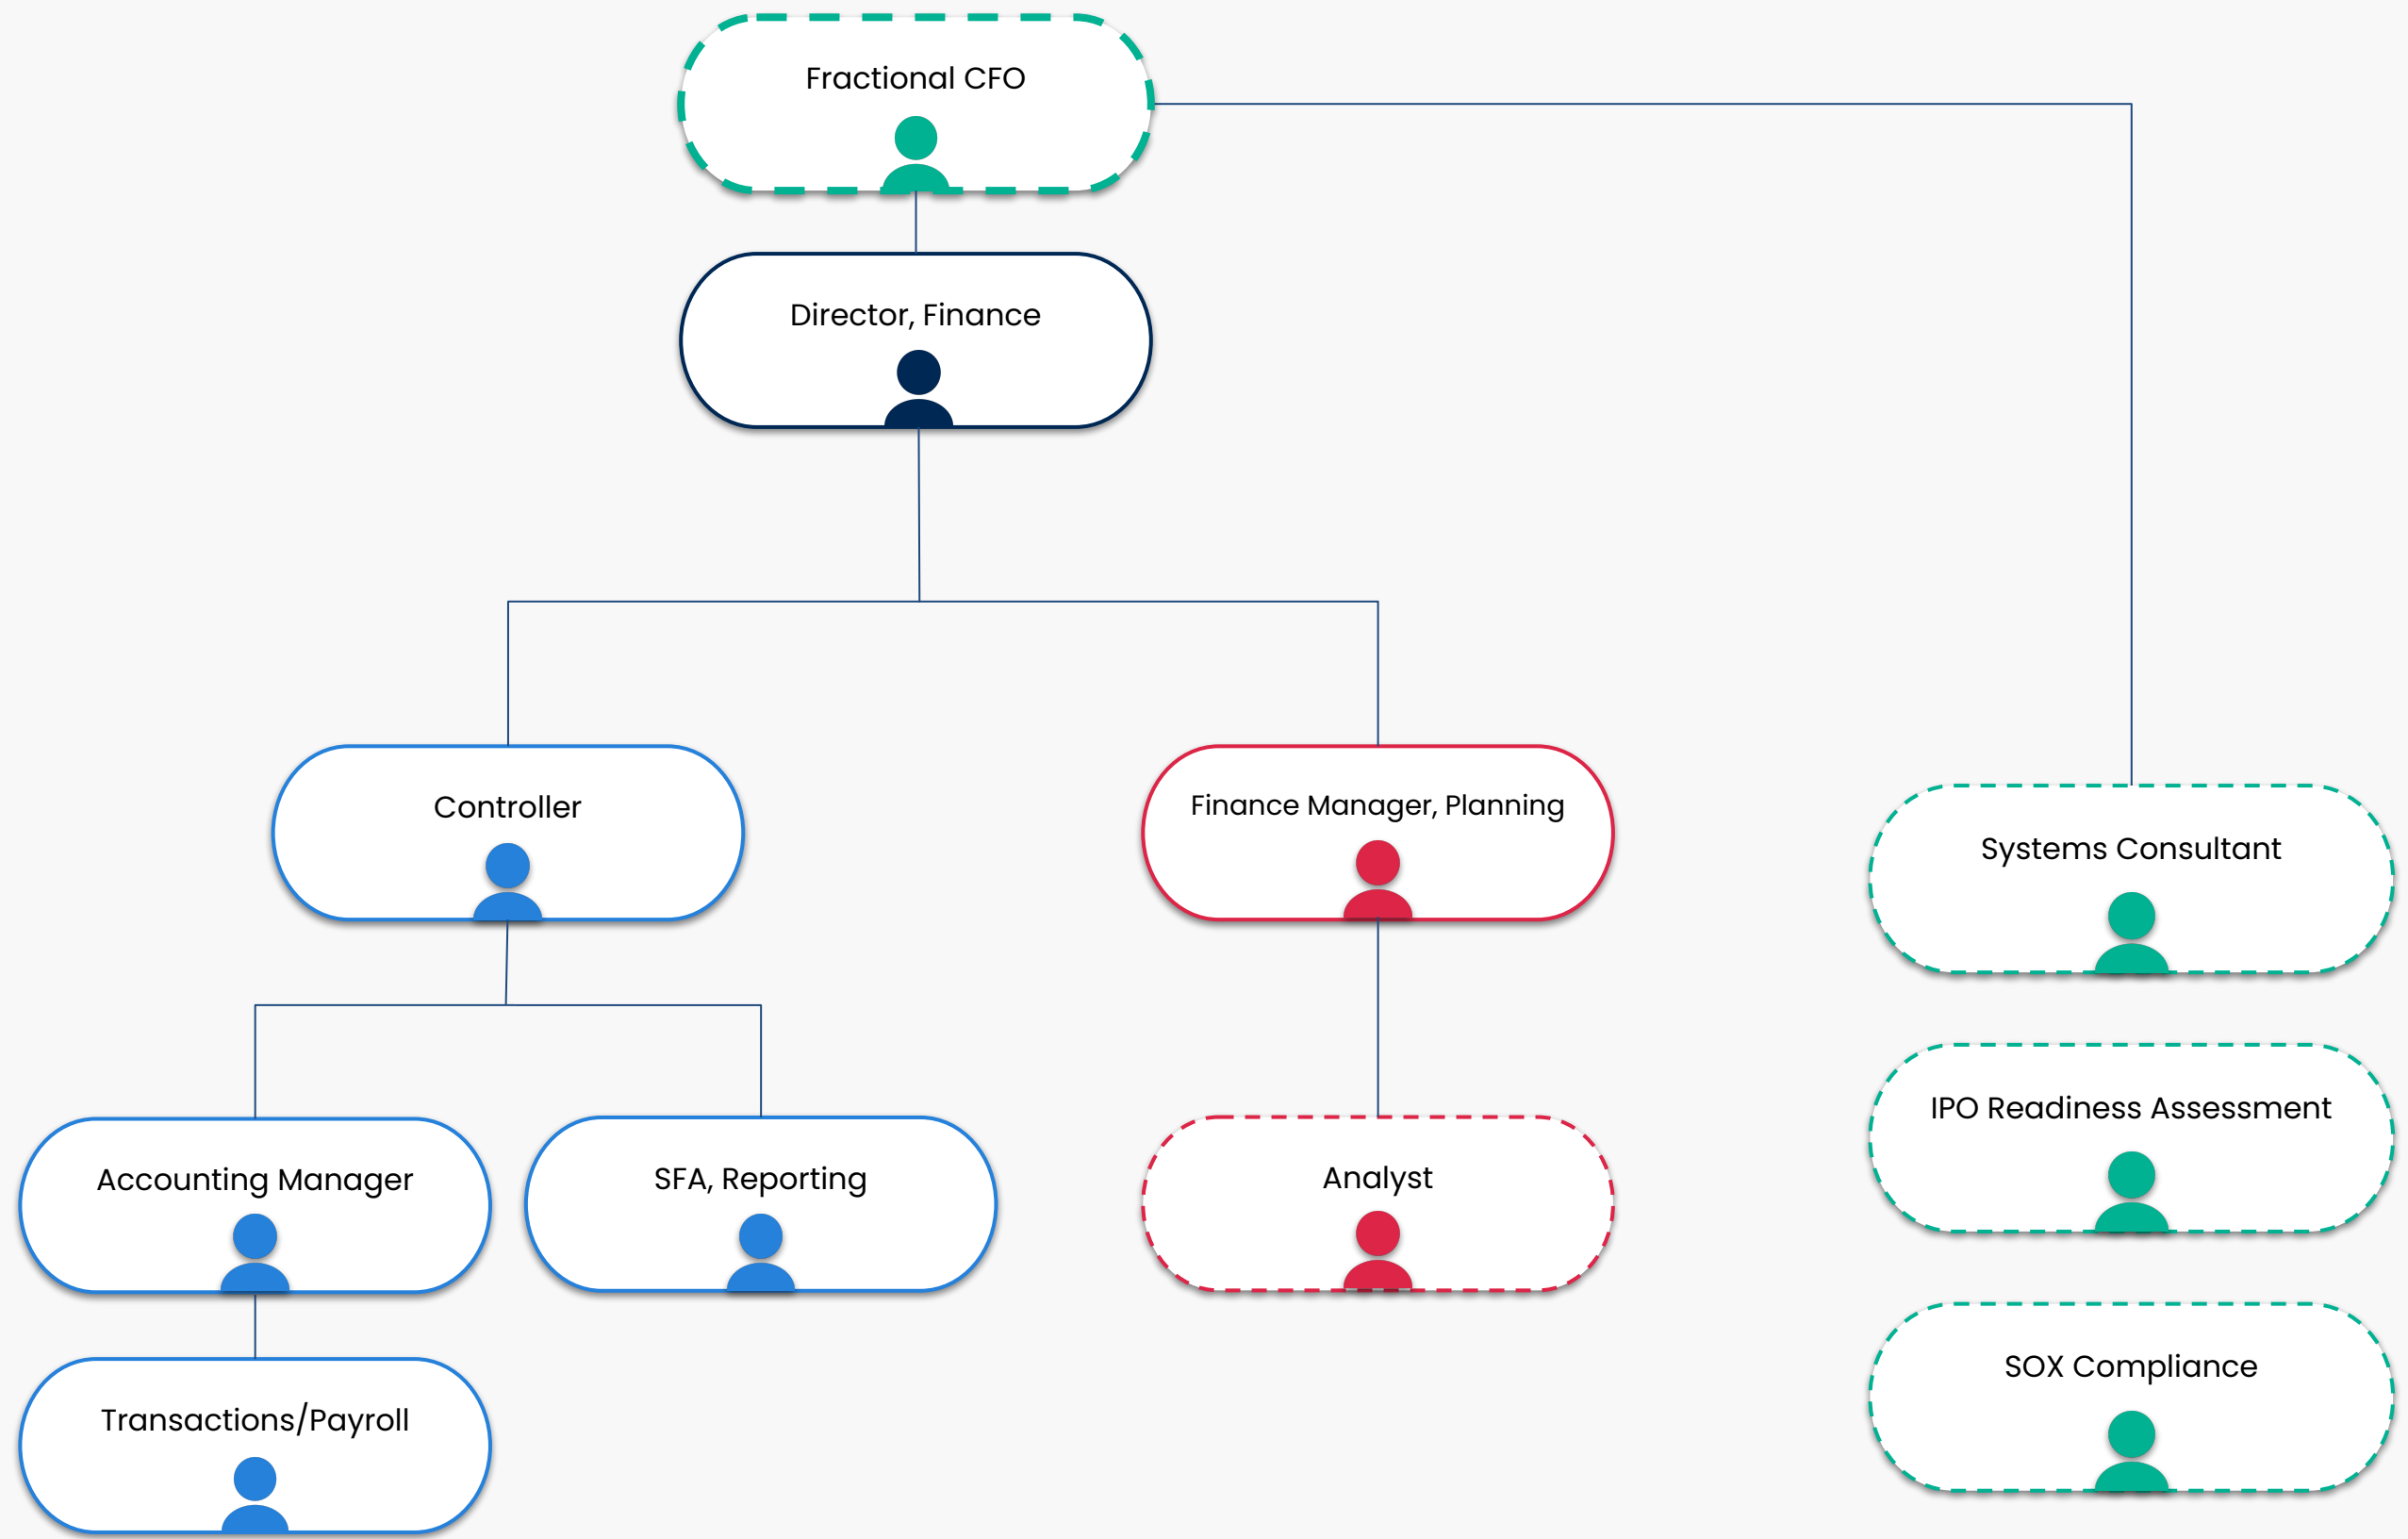 Fractional CFO
Director, Finance
Controller
Finance Manager, Planning
Systems Consultant
IPO Readiness Assessment
Accounting Manager
SFA, Reporting
Analyst
SOX Compliance
Transactions/Payroll